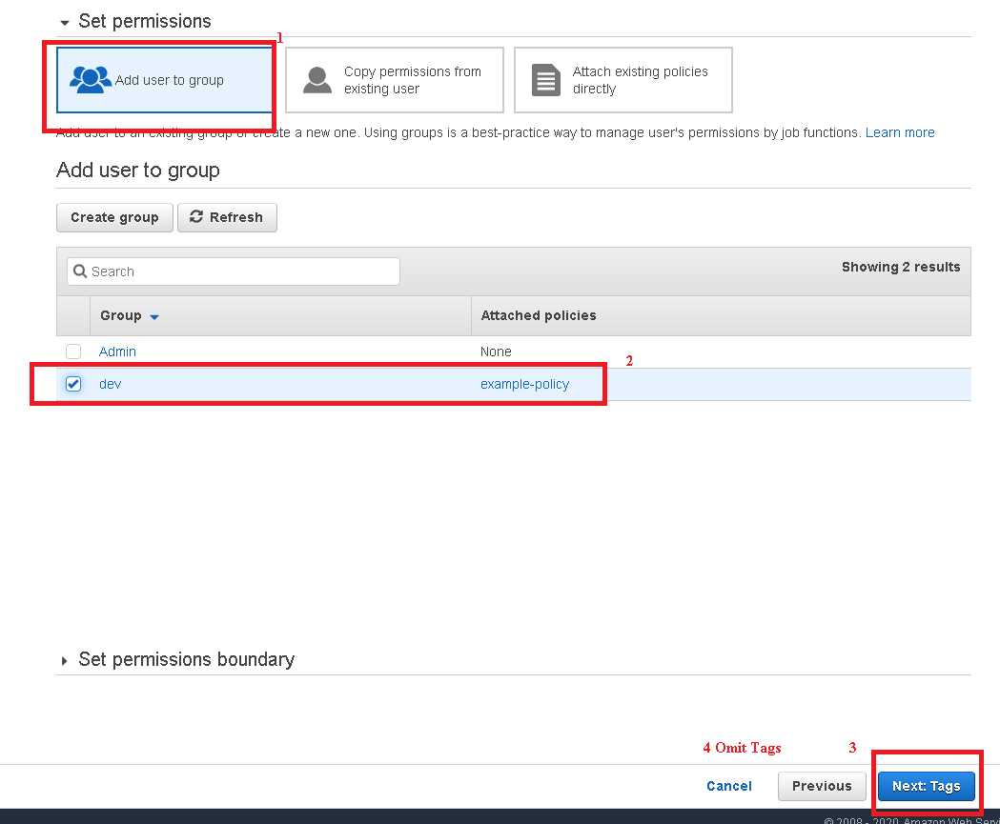 Set permissions
1
Add user to group
Copy permissions from
existing user
Attach existing policies
directly
Add user to an existing group or create a new one. Using groups is a best-practice way to manage user's permissions by job functions. Learn more
Add user to group
Create group
Refresh
Search
Showing 2 results
Group
Attached policies
Admin
None
2
dev
example-policy
Set permissions boundary
4 Omit Tags
3
Cancel
Previous
Next: Tags
© 2008 - 2020, Amazon Web Serv